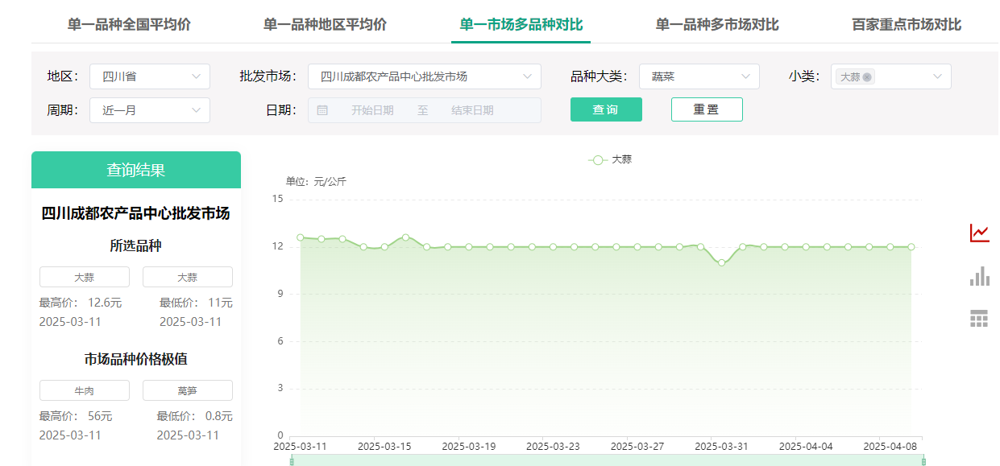 单一品种全国平均价 单一品种地区平均价 单一市场多品种对比 单一品种多市场对比 百家重点市场对比
地区： 四川省 批发市场： 四川成都农产品中心批发市场 品种大类： 蔬菜 小类： 大蒜
周期： 近一月 日期： 开始日期 至 结束日期 查询 重置
查询结果
四川成都农产品中心批发市场
所选品种
大蒜 大蒜
最高价： 12.6元 最低价： 11元
2025-03-11 2025-03-11
市场品种价格极值
牛肉 莴笋
最高价： 56元 最低价： 0.8元
2025-03-11 2025-03-11
大蒜
单位：元/公斤
15
12
9
6
3
0
2025-03-11 2025-03-15 2025-03-19 2025-03-23 2025-03-27 2025-03-31 2025-04-04 2025-04-08